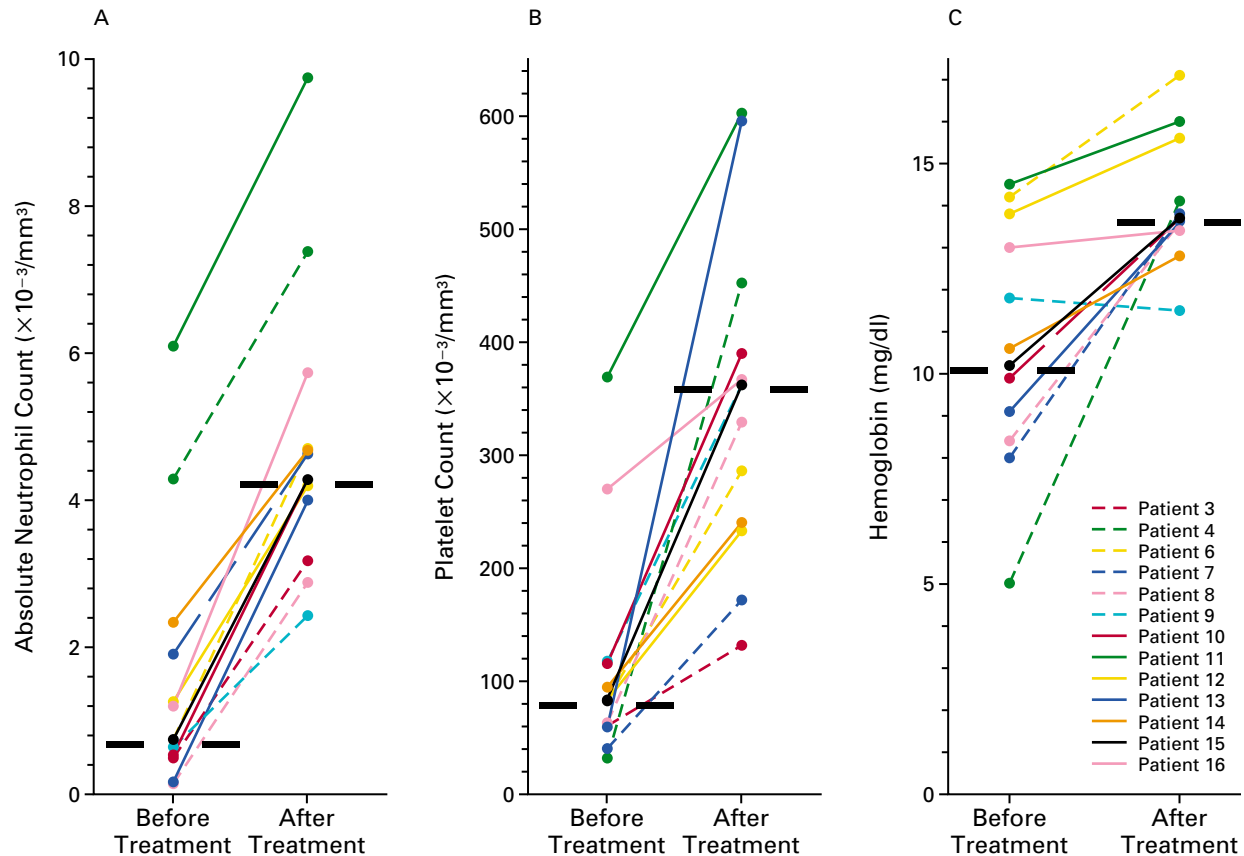 A
B
C
Absolute Neutrophil Count (×10⁻³/mm³)
10
8
6
4
2
0
Before
Treatment
After
Treatment
Platelet Count (×10⁻³/mm³)
600
500
400
300
200
100
0
Before
Treatment
After
Treatment
Hemoglobin (mg/dl)
15
10
5
0
Before
Treatment
After
Treatment
Patient 3
Patient 4
Patient 6
Patient 7
Patient 8
Patient 9
Patient 10
Patient 11
Patient 12
Patient 13
Patient 14
Patient 15
Patient 16